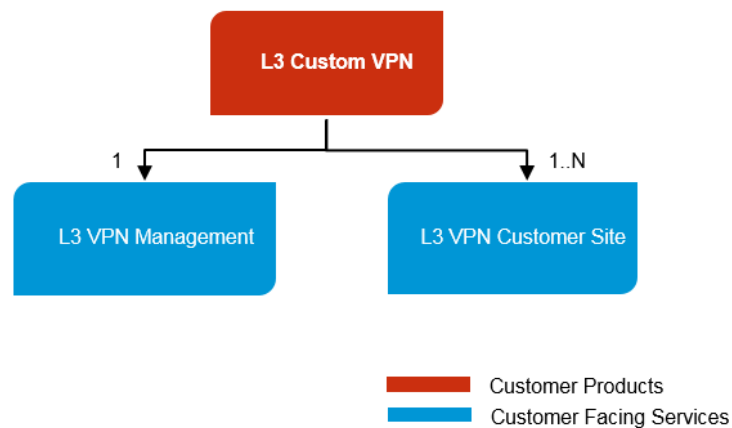 L3 Custom VPN
1
1..N
L3 VPN Management
L3 VPN Customer Site
Customer Products
Customer Facing Services